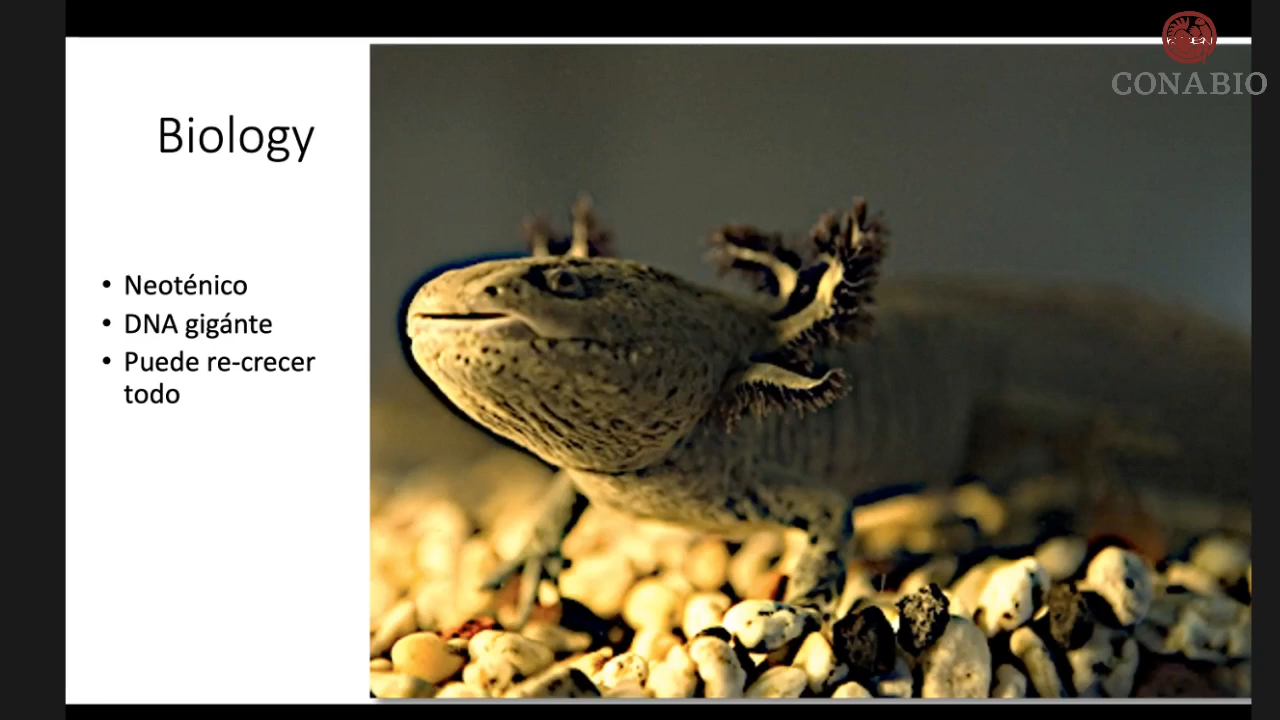 CONABIO
Biology
• Neoténico
• DNA gigánte
• Puede re-crecer
todo